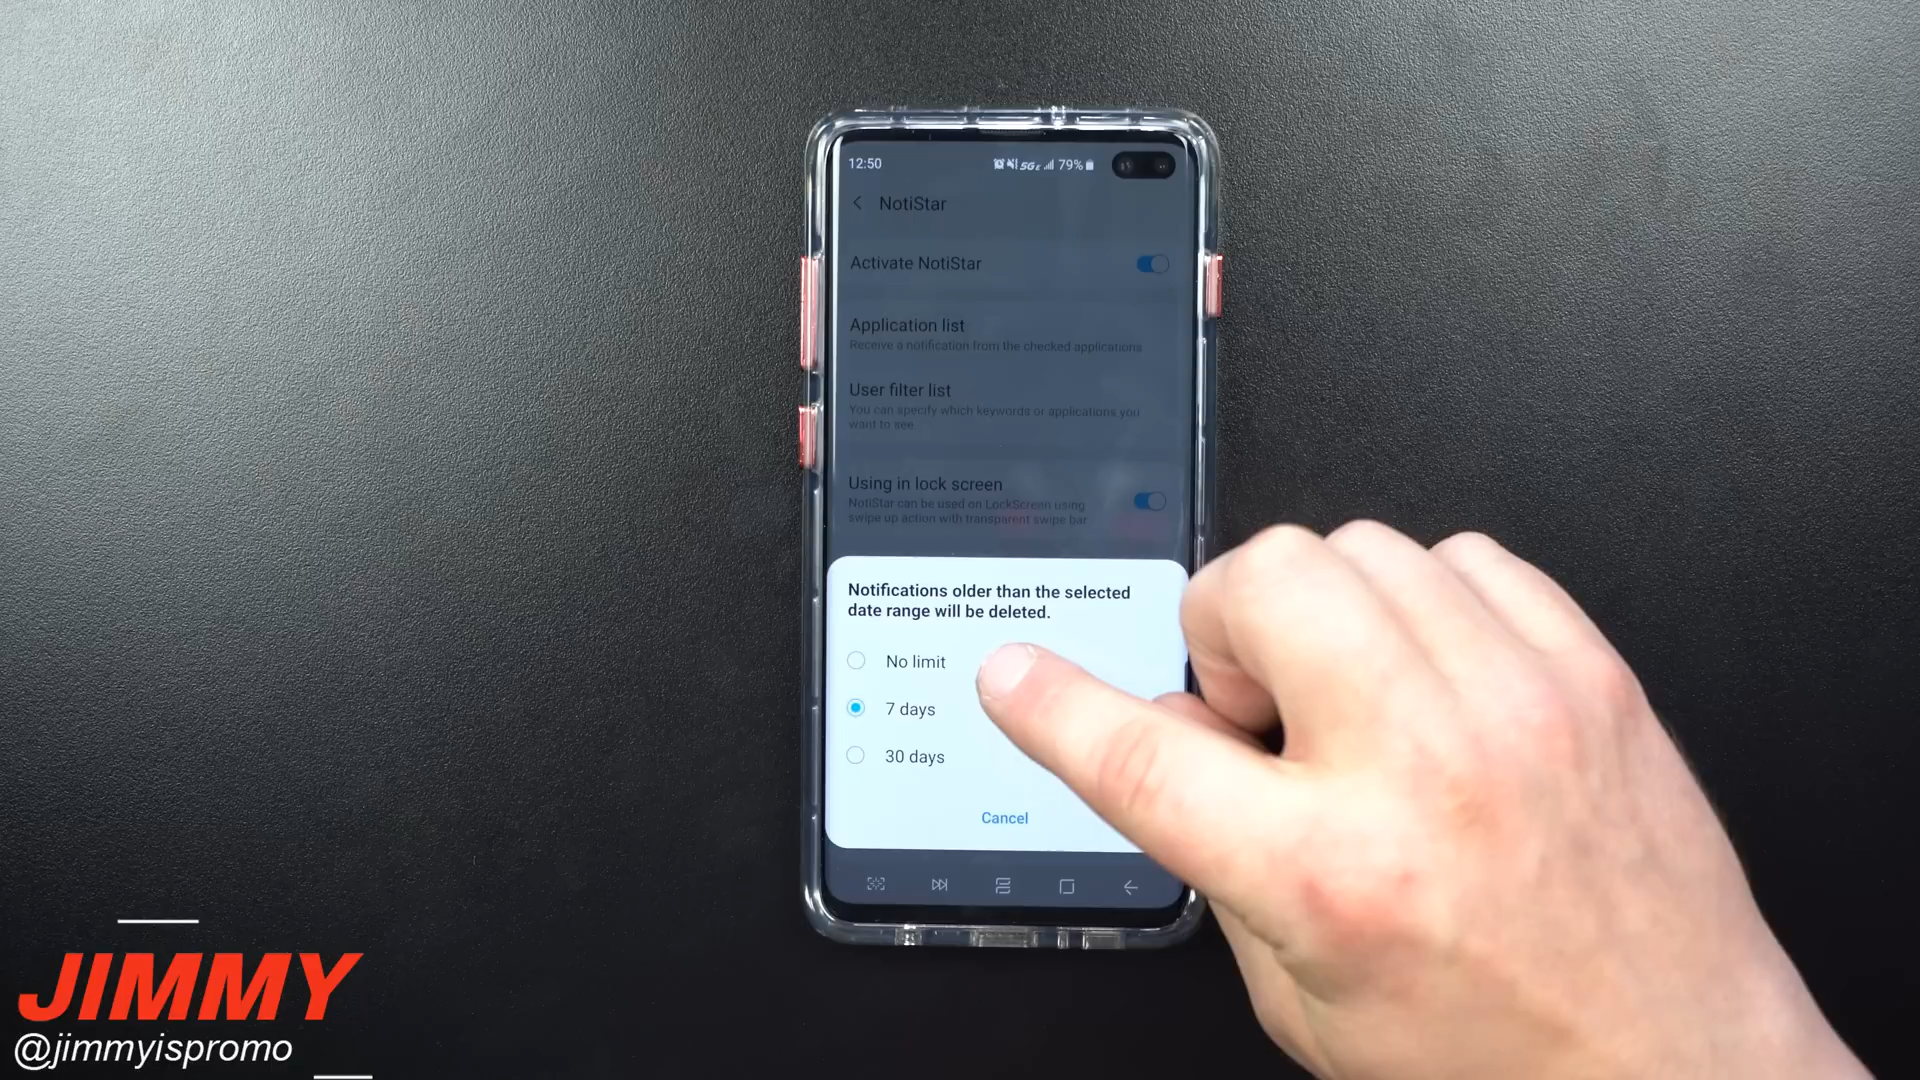 12:50
5GE 79%
NotiStar
Activate NotiStar
Application list
Receive a notification from the checked applications
User filter list
You can specify which keywords or applications you
want to see
Using in lock screen
NotiStar can be used on LockScreen using
swipe up action with transparent swipe bar
Notifications older than the selected
date range will be deleted.
No limit
7 days
30 days
Cancel
JIMMY
@jimmyispromo